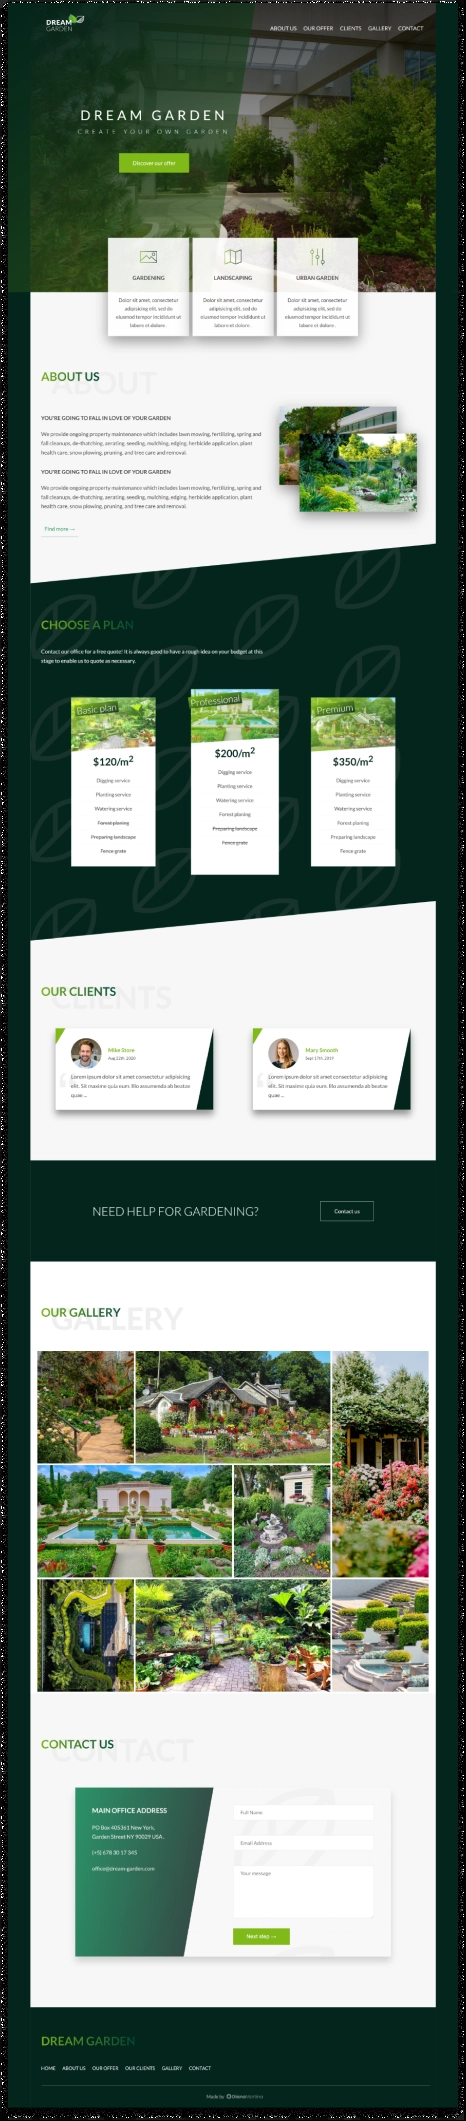 DREAM
GARDEN
ABOUT US OUR OFFER CLIENTS GALLERY CONTACT
DREAM GARDEN
CREATE YOUR OWN GARDEN
Discover our offer
GARDENING
Dolor sit amet, consectetur
adipisicing elit, sed do
eiusmod tempor incididunt ut
labore et dolore .
LANDSCAPING
Dolor sit amet, consectetur
adipisicing elit, sed do
eiusmod tempor incididunt ut
labore et dolore .
URBAN GARDEN
Dolor sit amet, consectetur
adipisicing elit, sed do
eiusmod tempor incididunt ut
labore et dolore .
ABOUT US
ABOUT
YOU'RE GOING TO FALL IN LOVE OF YOUR GARDEN
We provide ongoing property maintenance which includes lawn mowing, fertilizing, spring and
fall cleanups, de-thatching, aerating, seeding, mulching, edging, herbicide application, plant
health care, snow plowing, pruning, and tree care and removal.
YOU'RE GOING TO FALL IN LOVE OF YOUR GARDEN
We provide ongoing property maintenance which includes lawn mowing, fertilizing, spring and
fall cleanups, de-thatching, aerating, seeding, mulching, edging, herbicide application, plant
health care, snow plowing, pruning, and tree care and removal.
Find more →
CHOOSE A PLAN
Contact our office for a free quote! It is always good to have a rough idea on your budget at this
stage to enable us to quote as necessary.
Basic plan
$120/m2
Digging service
Planting service
Watering service
Forest planing
Preparing landscape
Fence grate
Professional
$200/m2
Digging service
Planting service
Watering service
Forest planing
Preparing landscape
Fence grate
Premium
$350/m2
Digging service
Planting service
Watering service
Forest planing
Preparing landscape
Fence grate
OUR CLIENTS
CLIENTS
Mike Store
Aug 22th, 2020
Lorem ipsum dolor sit amet consectetur adipisicing
elit. Sit maxime quia eum. Illo assumenda ab beatae
quae ...
Mary Smooth
Sept 17th, 2019
Lorem ipsum dolor sit amet consectetur adipisicing
elit. Sit maxime quia eum. Illo assumenda ab beatae
quae ...
NEED HELP FOR GARDENING?
Contact us
OUR GALLERY
GALLERY
CONTACT US
CONTACT
MAIN OFFICE ADDRESS
PO Box 405361 New York,
Garden Street NY 90029 USA .
(+5) 678 30 17 345
office@dream-garden.com
Full Name
Email Address
Your message
Next step →
DREAM GARDEN
HOME ABOUT US OUR OFFER OUR CLIENTS GALLERY CONTACT
Made by